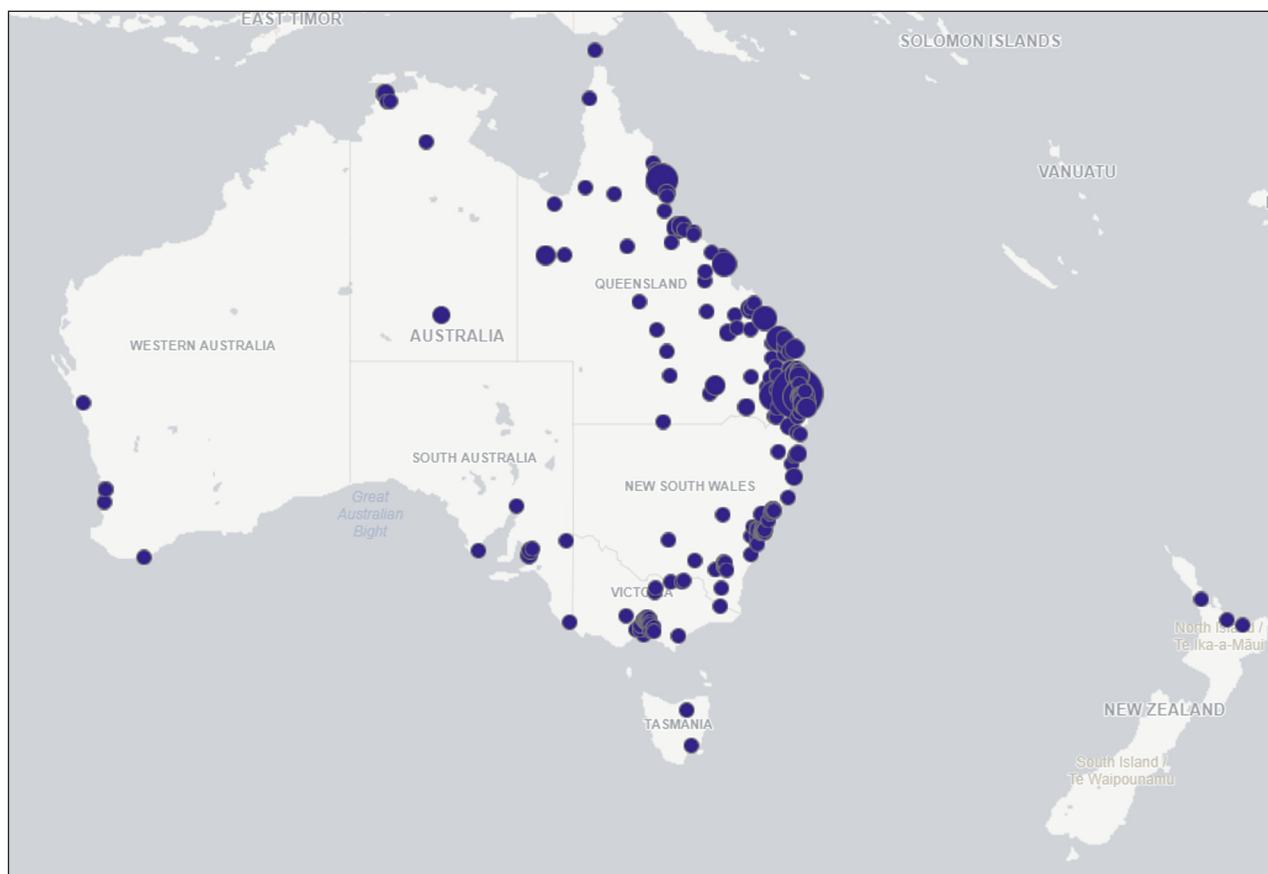 EAST TIMOR
SOLOMON ISLANDS
VANUATU
QUEENSLAND
AUSTRALIA
WESTERN AUSTRALIA
SOUTH AUSTRALIA
NEW SOUTH WALES
Great
Australian
Bight
VICTORIA
North Island /
Te Ika-a-Māui
NEW ZEALAND
TASMANIA
South Island /
Te Waipounamu